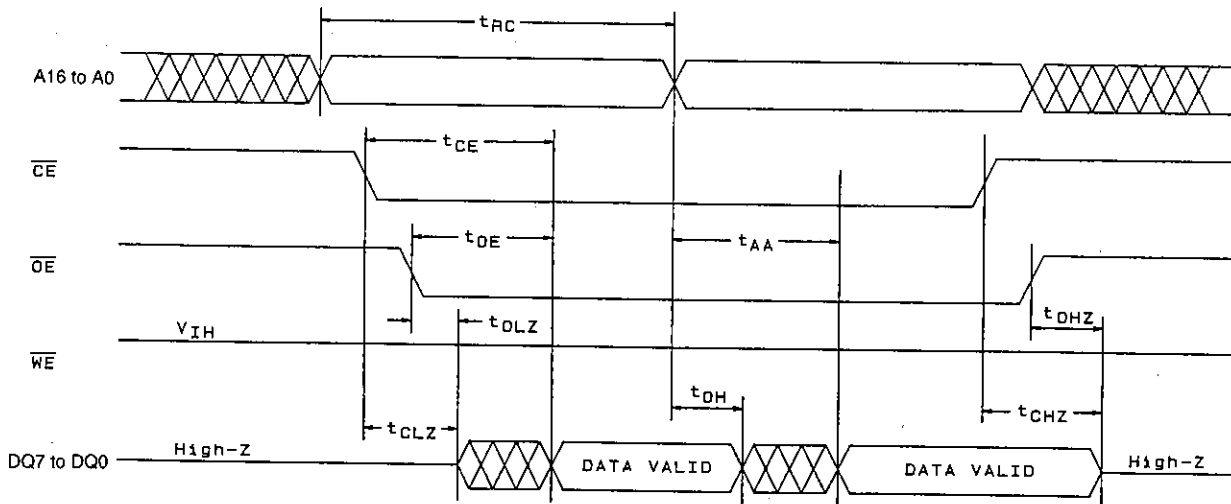 tRC
A16 to A0
tCE
CE
tOE
tAA
OE
tOLZ
tOHZ
VIH
WE
tOH
tCLZ
tCHZ
High-Z
DQ7 to DQ0
DATA VALID
DATA VALID
High-Z